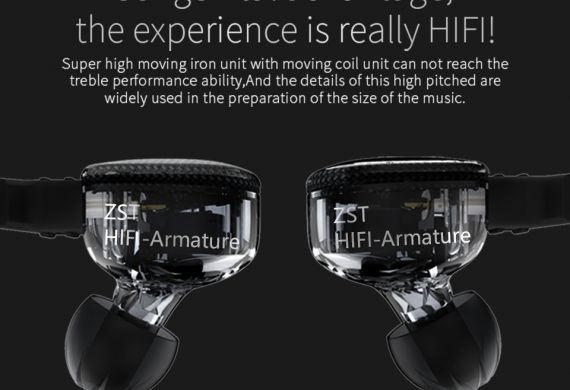 the experience is really HIFI!
Super high moving iron unit with moving coil unit can not reach the
treble performance ability,And the details of this high pitched are
widely used in the preparation of the size of the music.
ZST
HIFI-Armature
ZST
HIFI-Armature